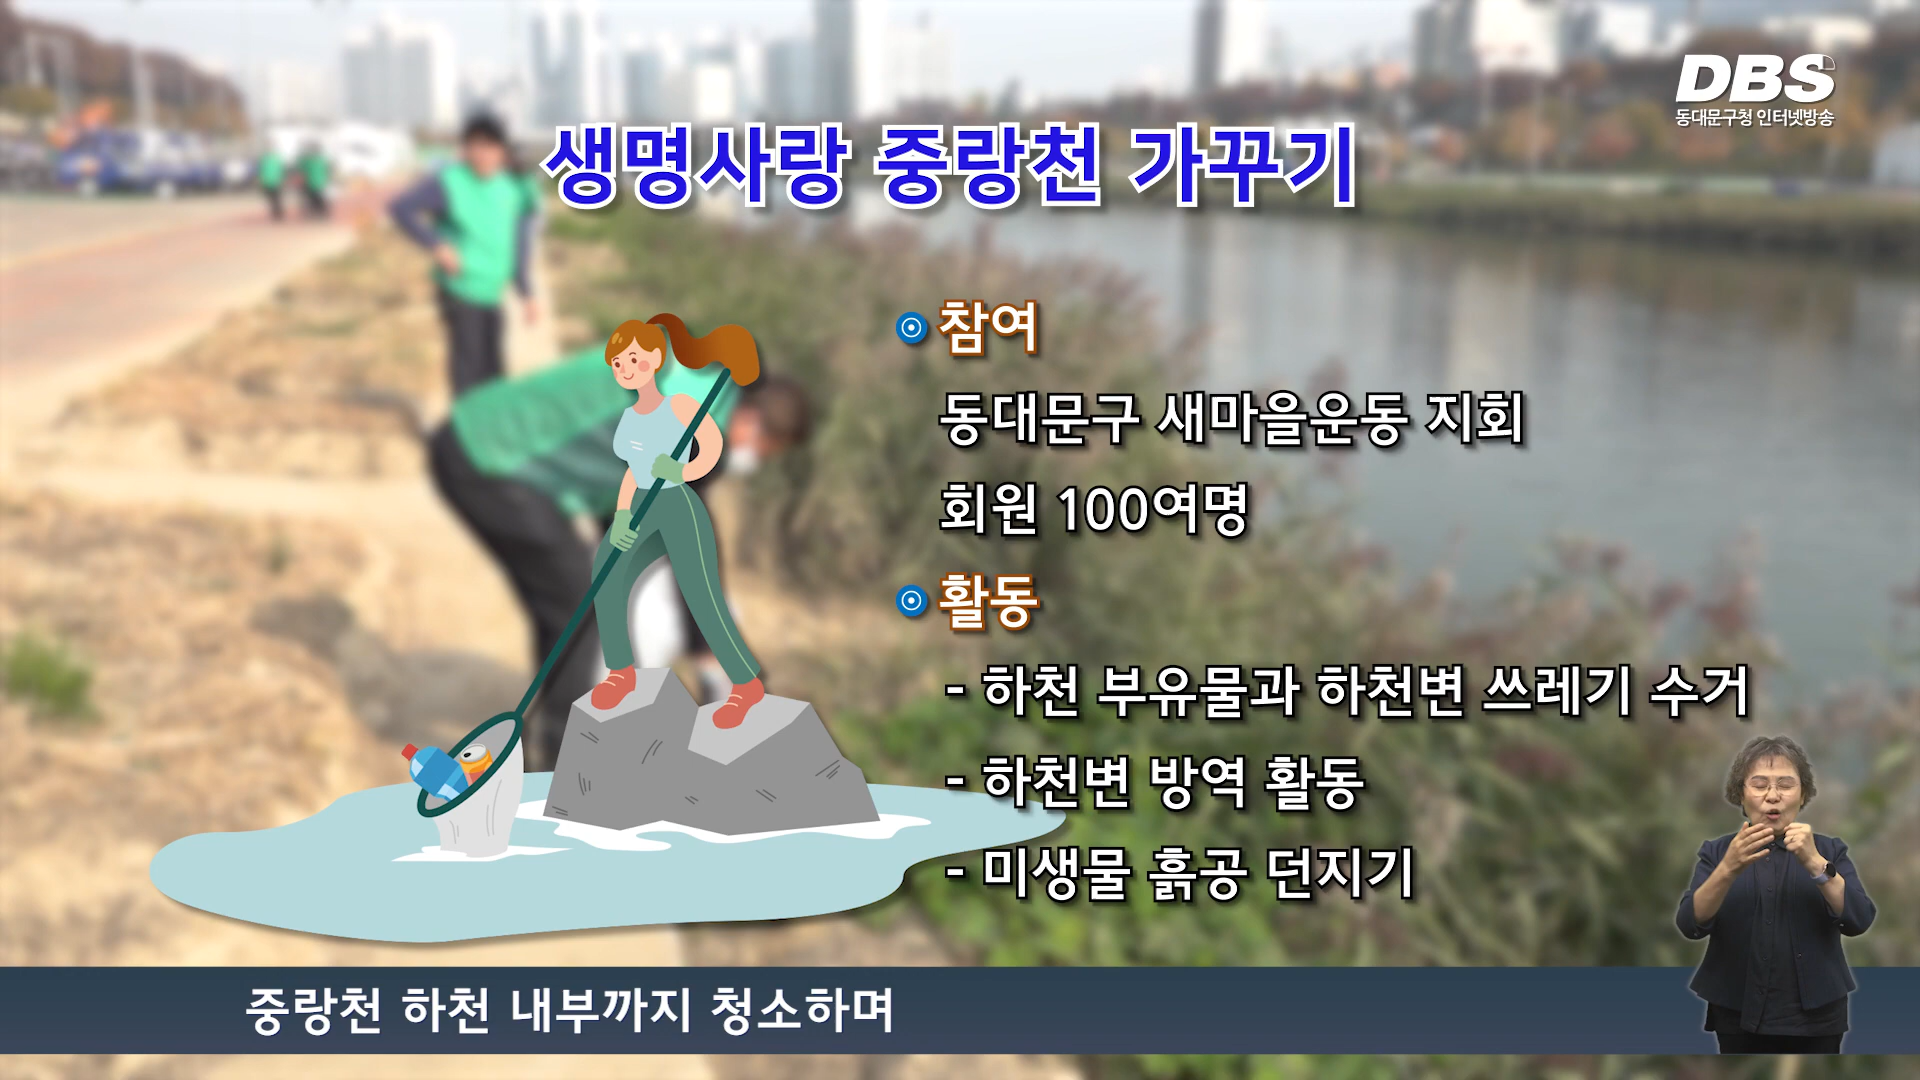 DBS
동대문구청 인터넷방송
생명사랑 중랑천 가꾸기
참여
동대문구 새마을운동 지회
회원 100여명
활동
- 하천 부유물과 하천변 쓰레기 수거
- 하천변 방역 활동
- 미생물 흙공 던지기
중랑천 하천 내부까지 청소하며